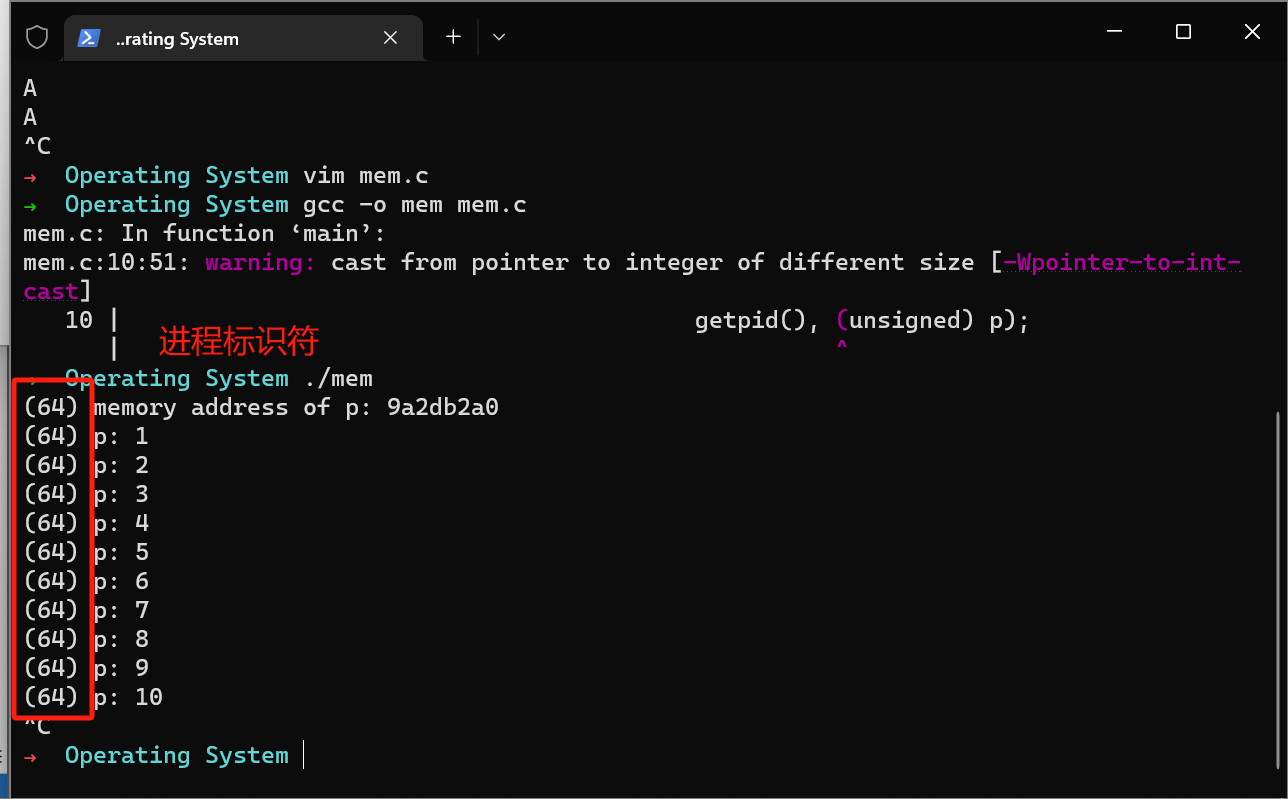 ..rating System
A
A
^C
→ Operating System vim mem.c
→ Operating System gcc -o mem mem.c
mem.c: In function ‘main’:
mem.c:10:51: warning: cast from pointer to integer of different size [-Wpointer-to-int-
cast]
10 | getpid(), (unsigned) p);
| ^
进程标识符
→ Operating System ./mem
(64) memory address of p: 9a2db2a0
(64) p: 1
(64) p: 2
(64) p: 3
(64) p: 4
(64) p: 5
(64) p: 6
(64) p: 7
(64) p: 8
(64) p: 9
(64) p: 10
^C
→ Operating System